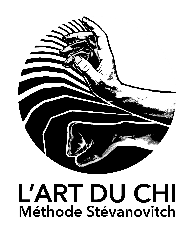 L'ART DU CHI
Méthode Stévanovitch